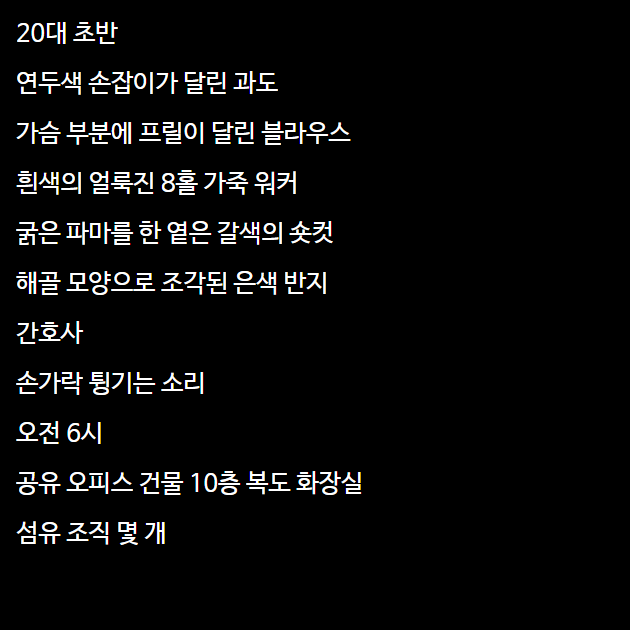 20대 초반
연두색 손잡이가 달린 과도
가슴 부분에 프릴이 달린 블라우스
흰색의 얼룩진 8홀 가죽 워커
굵은 파마를 한 옅은 갈색의 숏컷
해골 모양으로 조각된 은색 반지
간호사
손가락 튕기는 소리
오전 6시
공유 오피스 건물 10층 복도 화장실
섬유 조직 몇 개